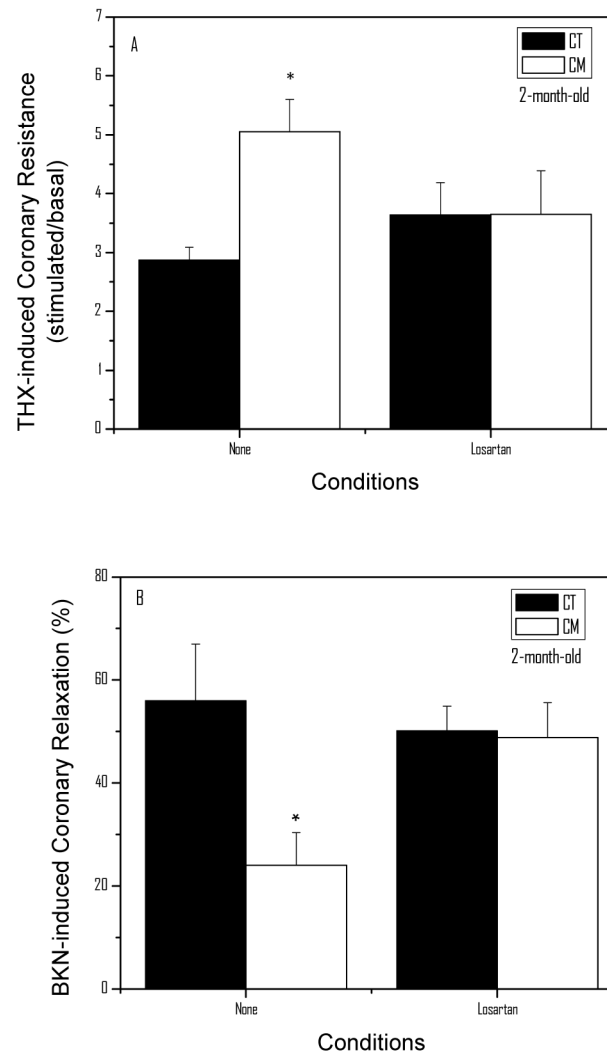 7
A
CT
CM
6
*
2-month-old
5
THX-induced Coronary Resistance
(stimulated/basal)
4
3
2
1
0
None
Losartan
Conditions
80
B
CT
CM
2-month-old
60
BKN-induced Coronary Relaxation (%)
40
*
20
0
None
Losartan
Conditions